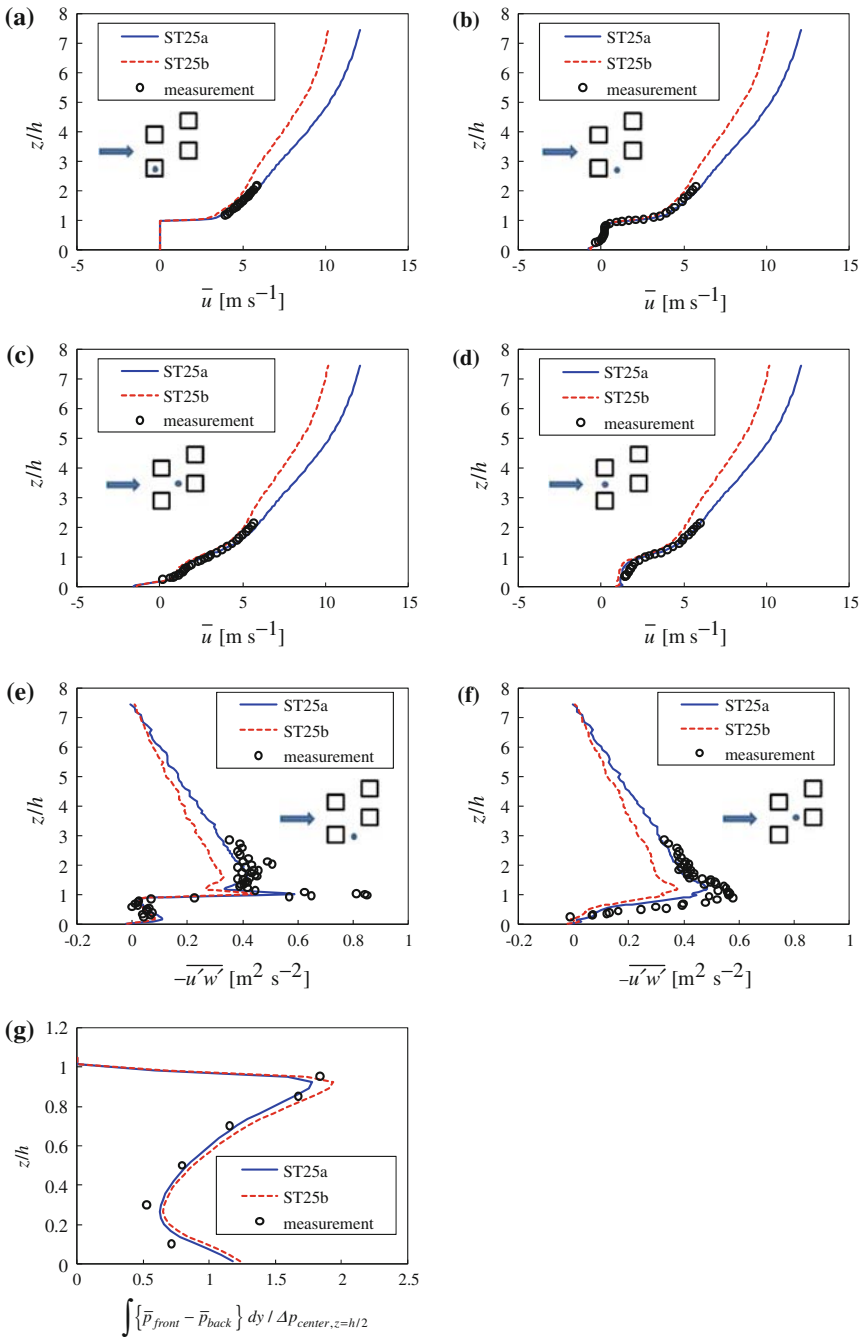 (a)
8
7
6
5
4
3
2
1
0
z/h
ST25a
ST25b
measurement
-5 0 5 10 15
u̅ [m s⁻¹]
(b)
8
7
6
5
4
3
2
1
0
z/h
ST25a
ST25b
measurement
-5 0 5 10 15
u̅ [m s⁻¹]
(c)
8
7
6
5
4
3
2
1
0
z/h
ST25a
ST25b
measurement
-5 0 5 10 15
u̅ [m s⁻¹]
(d)
8
7
6
5
4
3
2
1
0
z/h
ST25a
ST25b
measurement
-5 0 5 10 15
u̅ [m s⁻¹]
(e)
8
7
6
5
4
3
2
1
0
z/h
ST25a
ST25b
measurement
-0.2 0 0.2 0.4 0.6 0.8 1
−u̅'̅w̅'̅ [m² s⁻²]
(f)
8
7
6
5
4
3
2
1
0
z/h
ST25a
ST25b
measurement
-0.2 0 0.2 0.4 0.6 0.8 1
−u̅'̅w̅'̅ [m² s⁻²]
(g)
1.2
1
0.8
0.6
0.4
0.2
0
z/h
ST25a
ST25b
measurement
0 0.5 1 1.5 2 2.5
∫{p̅front − p̅back} dy / Δpcenter,z=h/2